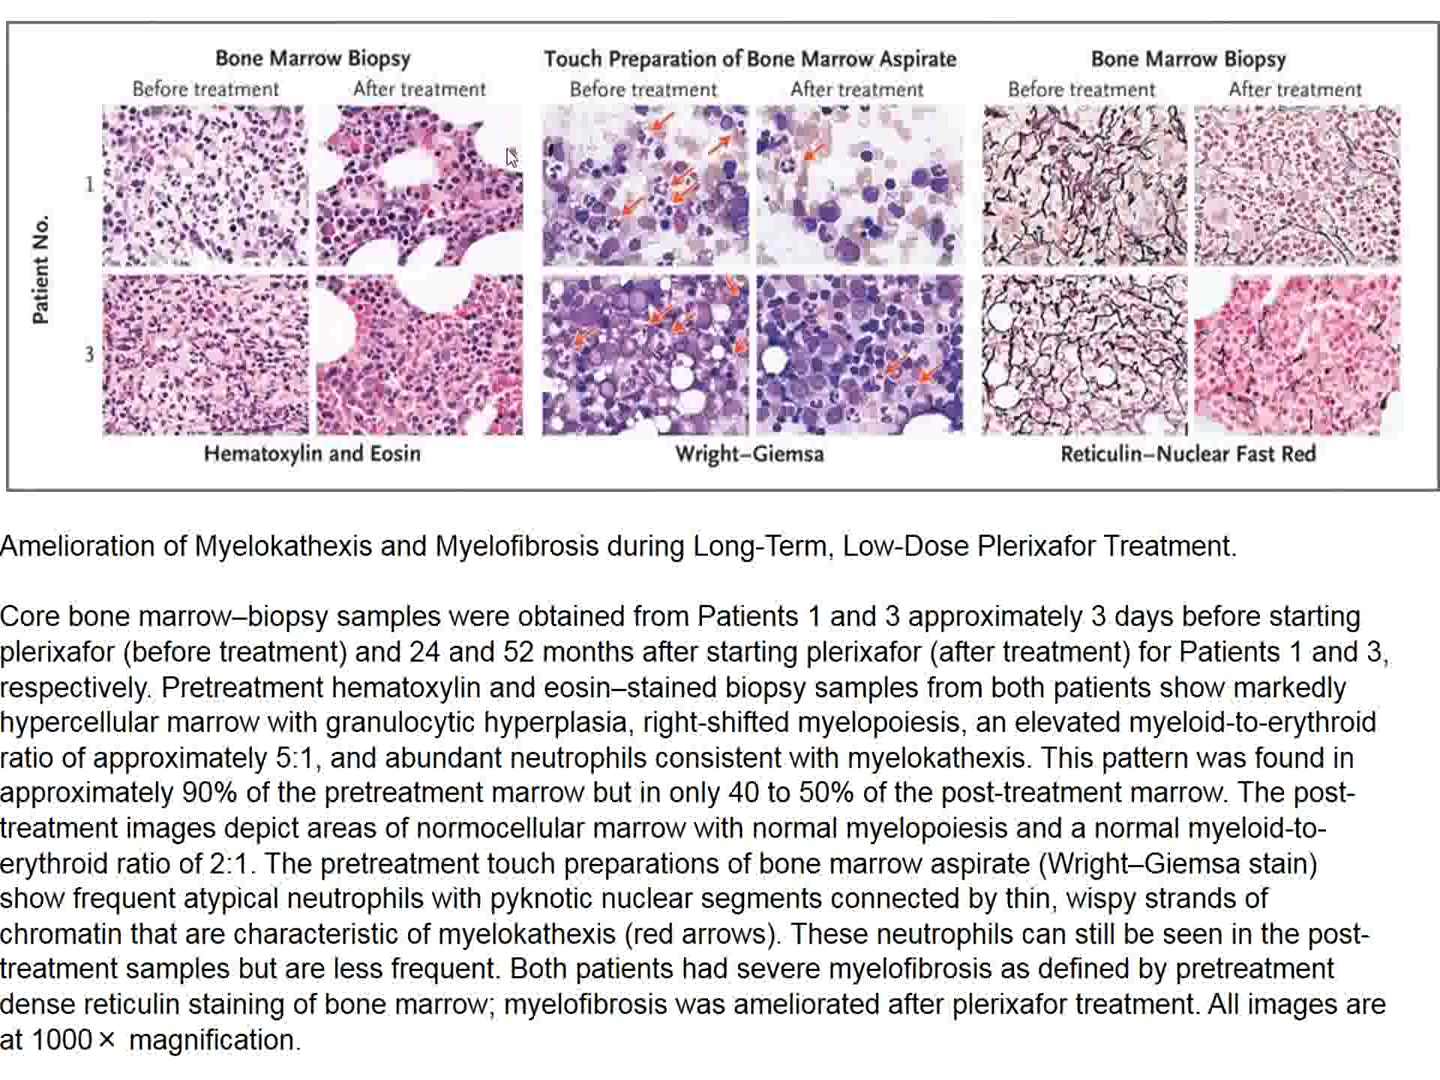 Bone Marrow Biopsy
Touch Preparation of Bone Marrow Aspirate
Bone Marrow Biopsy
Before treatment
After treatment
Before treatment
After treatment
Before treatment
After treatment
Patient No.
1
3
Hematoxylin and Eosin
Wright–Giemsa
Reticulin–Nuclear Fast Red
Amelioration of Myelokathexis and Myelofibrosis during Long-Term, Low-Dose Plerixafor Treatment.
Core bone marrow–biopsy samples were obtained from Patients 1 and 3 approximately 3 days before starting
plerixafor (before treatment) and 24 and 52 months after starting plerixafor (after treatment) for Patients 1 and 3,
respectively. Pretreatment hematoxylin and eosin–stained biopsy samples from both patients show markedly
hypercellular marrow with granulocytic hyperplasia, right-shifted myelopoiesis, an elevated myeloid-to-erythroid
ratio of approximately 5:1, and abundant neutrophils consistent with myelokathexis. This pattern was found in
approximately 90% of the pretreatment marrow but in only 40 to 50% of the post-treatment marrow. The post-
treatment images depict areas of normocellular marrow with normal myelopoiesis and a normal myeloid-to-
erythroid ratio of 2:1. The pretreatment touch preparations of bone marrow aspirate (Wright–Giemsa stain)
show frequent atypical neutrophils with pyknotic nuclear segments connected by thin, wispy strands of
chromatin that are characteristic of myelokathexis (red arrows). These neutrophils can still be seen in the post-
treatment samples but are less frequent. Both patients had severe myelofibrosis as defined by pretreatment
dense reticulin staining of bone marrow; myelofibrosis was ameliorated after plerixafor treatment. All images are
at 1000× magnification.